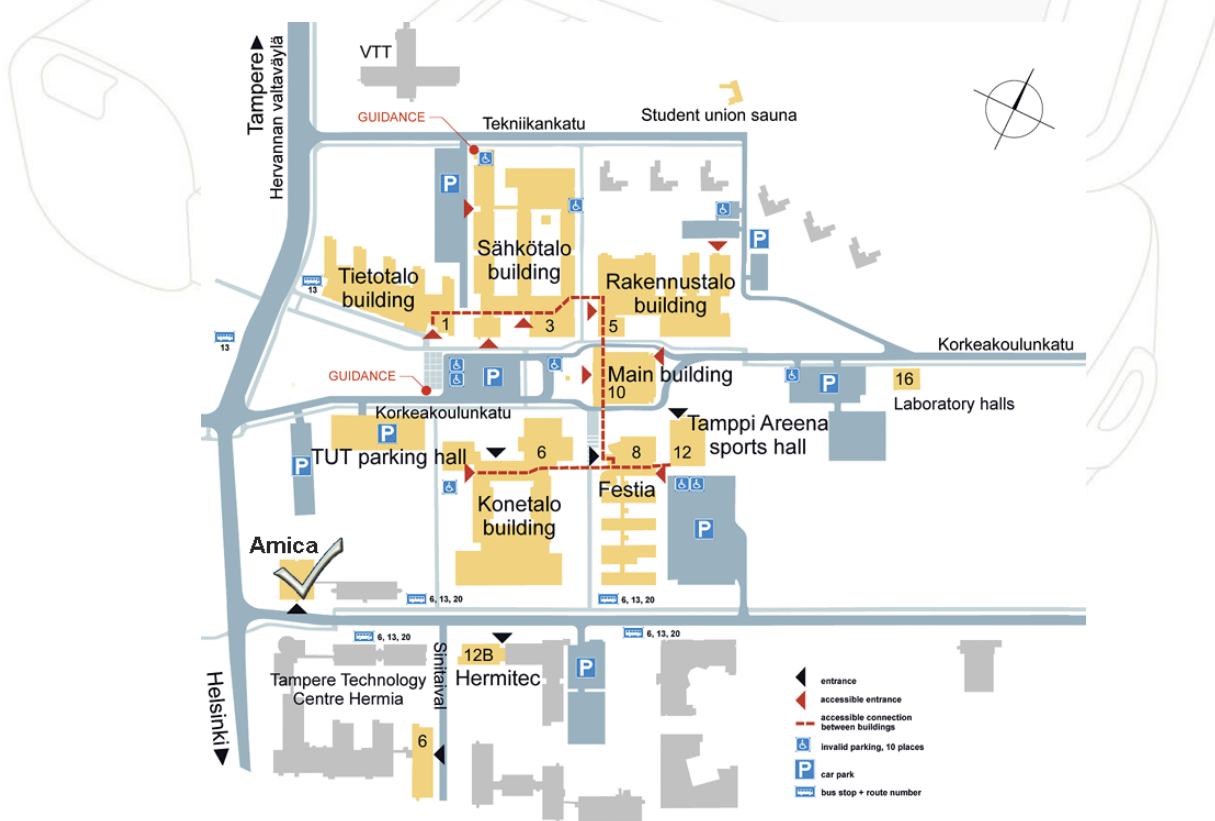 VTT
Tampere
Hervannan valtaväylä
GUIDANCE
Tekniikankatu
Student union sauna
P
Sähkötalo
building
Tietotalo
building
P
Rakennustalo
building
13
1
3
5
13
Korkeakoulunkatu
GUIDANCE
P
Main building
10
P
16
Laboratory halls
Korkeakoulunkatu
P
TUT parking hall
6
8
12
Tamppi Areena
sports hall
P
Konetalo
building
Festia
P
Amica
6, 13, 20
6, 13, 20
6, 13, 20
6, 13, 20
Sinitaival
12B
Hermitec
P
Tampere Technology
Centre Hermia
Helsinki
6
entrance
accessible entrance
accessible connection
between buildings
invalid parking, 10 places
P
car park
bus stop + route number